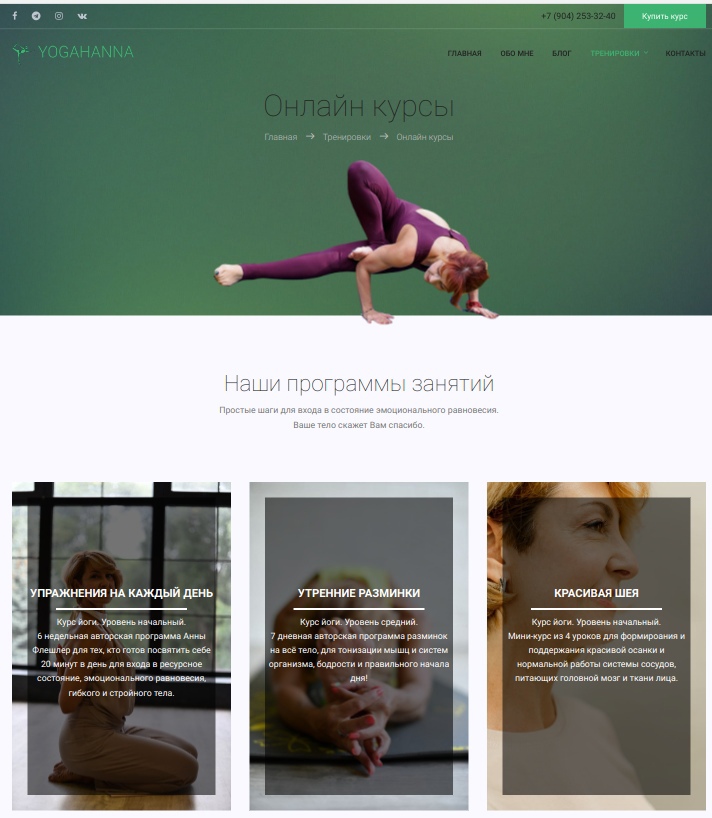 +7 (904) 253-32-40
Купить курс
YOGAHANNA
ГЛАВНАЯ ОБО МНЕ БЛОГ ТРЕНИРОВКИ КОНТАКТЫ
Онлайн курсы
Главная → Тренировки → Онлайн курсы
Наши программы занятий
Простые шаги для входа в состояние эмоционального равновесия.
Ваше тело скажет Вам спасибо.
УПРАЖНЕНИЯ НА КАЖДЫЙ ДЕНЬ
Курс йоги. Уровень начальный.
6 недельная авторская программа Анны
Флешлер для тех, кто готов посвятить себе
20 минут в день для входа в ресурсное
состояние, эмоционального равновесия,
гибкого и стройного тела.
УТРЕННИЕ РАЗМИНКИ
Курс йоги. Уровень средний.
7 дневная авторская программа разминок
на всё тело, для тонизации мышц и систем
организма, бодрости и правильного начала
дня!
КРАСИВАЯ ШЕЯ
Курс йоги. Уровень начальный.
Мини-курс из 4 уроков для формирования и
поддержания красивой осанки и
нормальной работы системы сосудов,
питающих головной мозг и ткани лица.